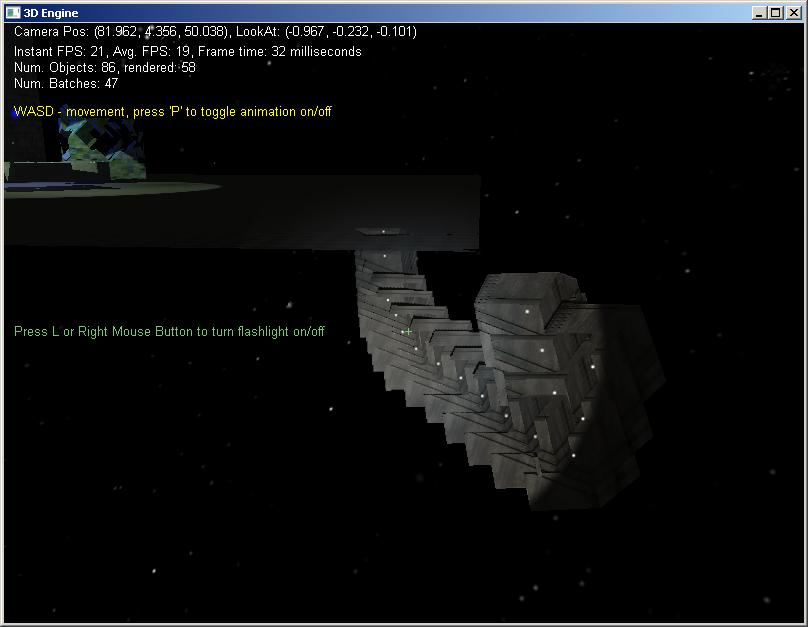 3D Engine
Camera Pos: (81.962, 4.356, 50.038), LookAt: (-0.967, -0.232, -0.101)
Instant FPS: 21, Avg. FPS: 19, Frame time: 32 milliseconds
Num. Objects: 86, rendered: 58
Num. Batches: 47
WASD - movement, press 'P' to toggle animation on/off
Press L or Right Mouse Button to turn flashlight on/off